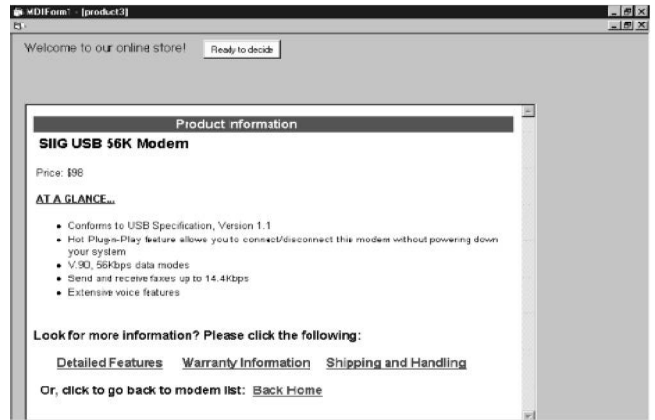 MDIForm1 - [product3]
Welcome to our online store! Ready to decide
Product Information
SIIG USB 56K Modem
Price: $98
AT A GLANCE...
• Conforms to USB Specification, Version 1.1
• Hot Plug-n-Play feature allows you to connect/disconnect this modem without powering down
your system
• V.90, 56Kbps data modes
• Send and receive faxes up to 14.4Kbps
• Extensive voice features
Look for more information? Please click the following:
Detailed Features Warranty Information Shipping and Handling
Or, click to go back to modem list: Back Home